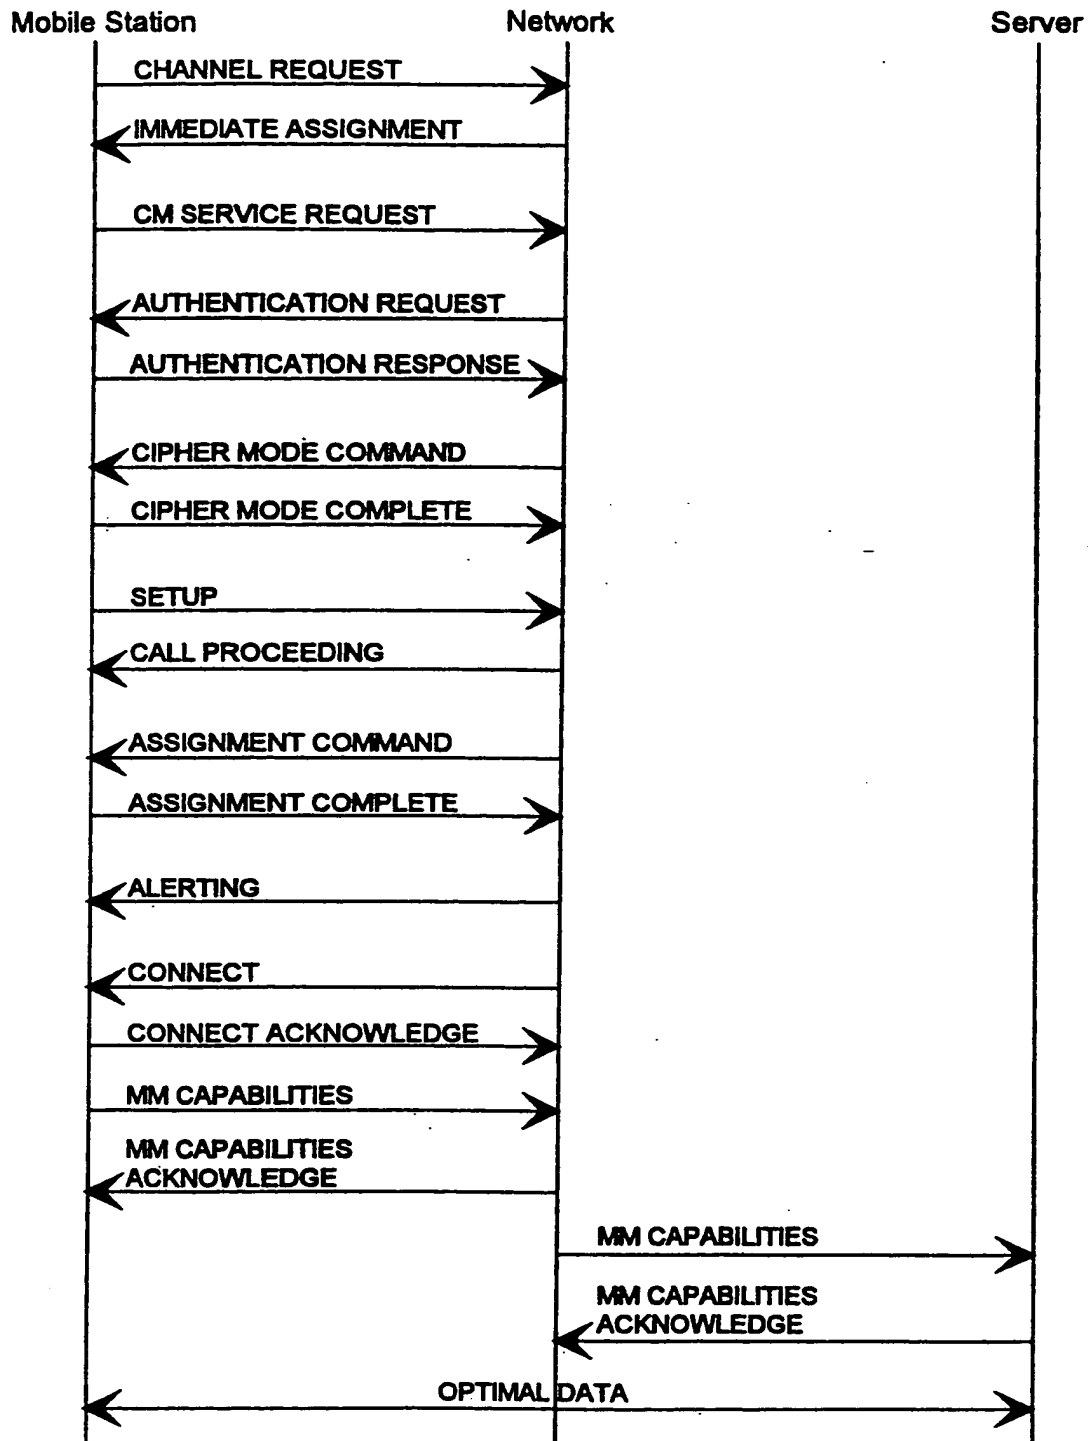 Mobile Station Network Server
CHANNEL REQUEST
IMMEDIATE ASSIGNMENT
CM SERVICE REQUEST
AUTHENTICATION REQUEST
AUTHENTICATION RESPONSE
CIPHER MODE COMMAND
CIPHER MODE COMPLETE
SETUP
CALL PROCEEDING
ASSIGNMENT COMMAND
ASSIGNMENT COMPLETE
ALERTING
CONNECT
CONNECT ACKNOWLEDGE
MM CAPABILITIES
MM CAPABILITIES
ACKNOWLEDGE
MM CAPABILITIES
MM CAPABILITIES
ACKNOWLEDGE
OPTIMAL DATA